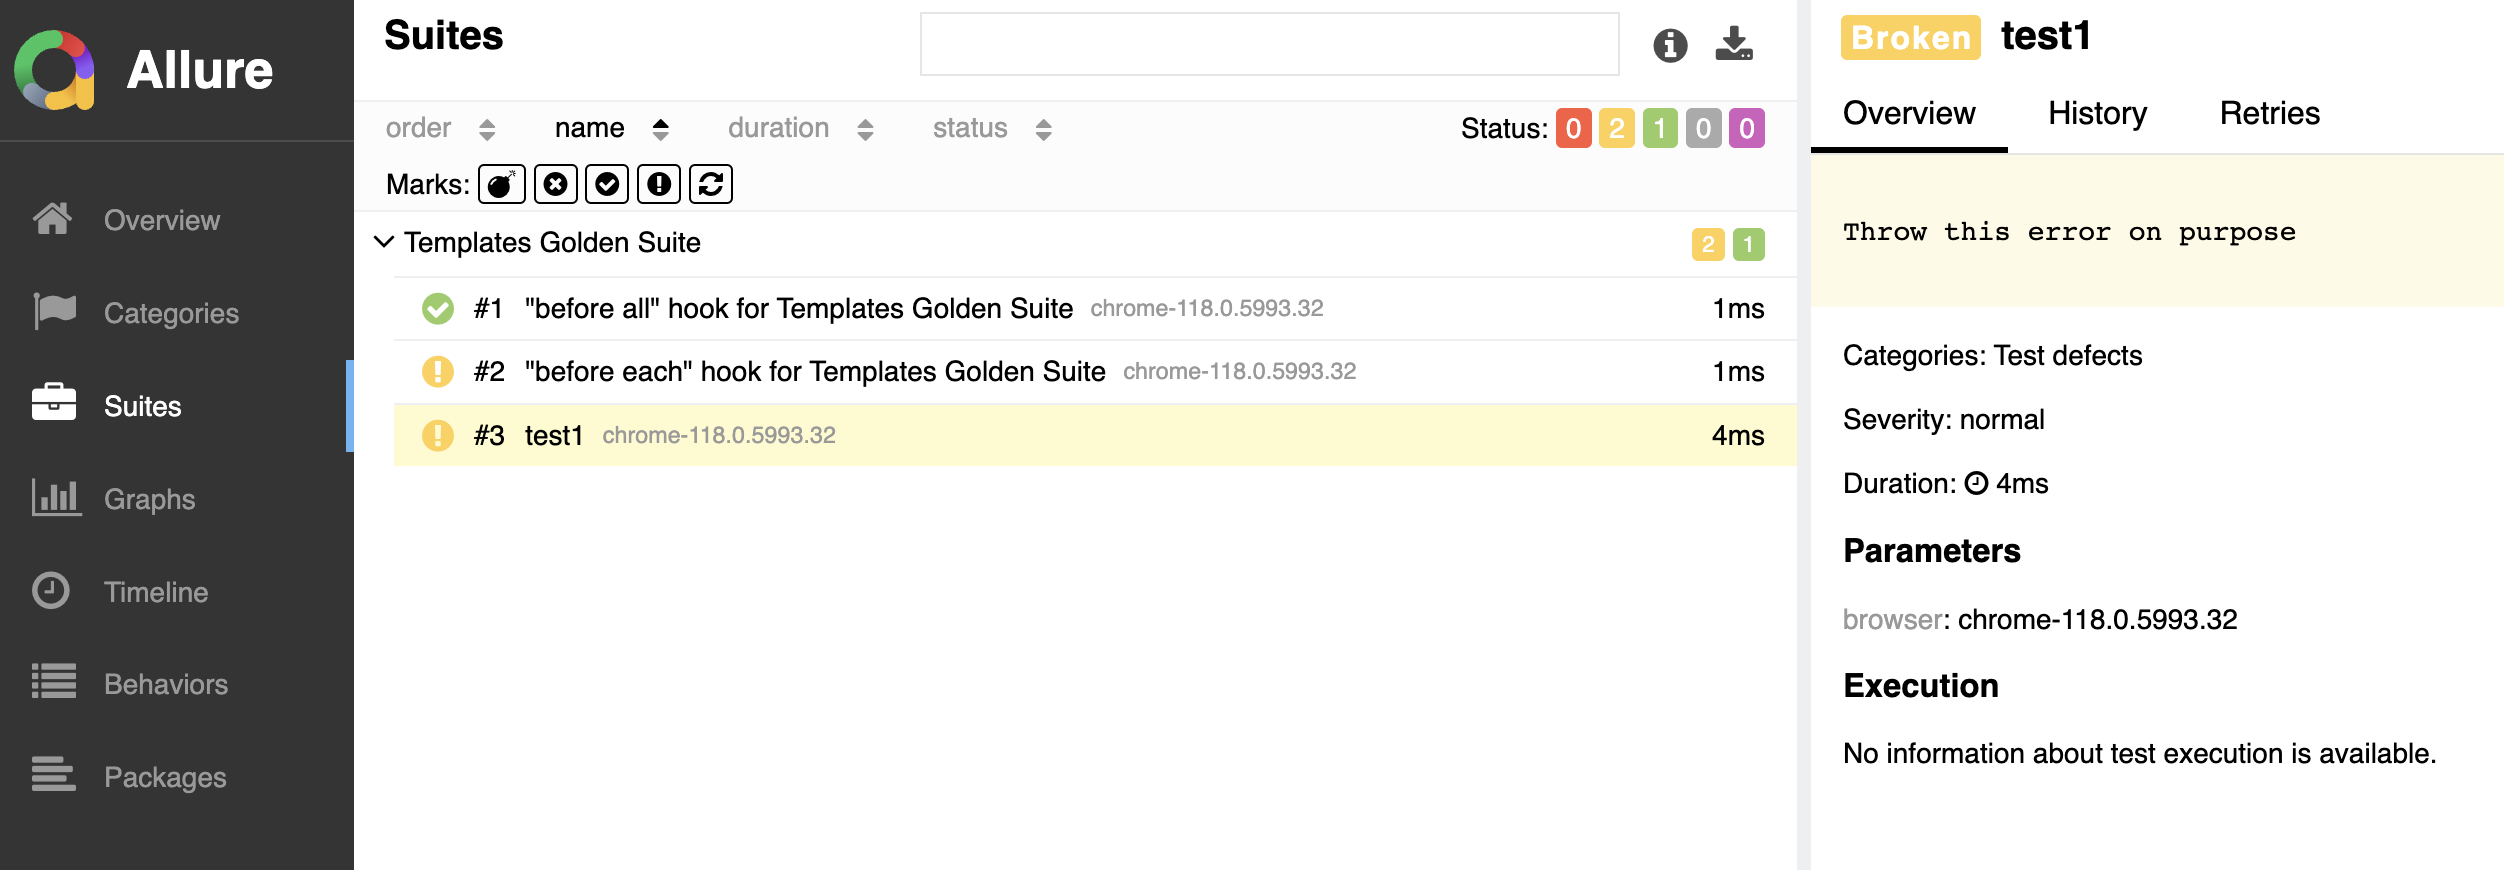 Allure
Overview
Categories
Suites
Graphs
Timeline
Behaviors
Packages
Suites
order name duration status
Status: 0 2 1 0 0
Marks:
Templates Golden Suite 2 1
#1 "before all" hook for Templates Golden Suite chrome-118.0.5993.32 1ms
#2 "before each" hook for Templates Golden Suite chrome-118.0.5993.32 1ms
#3 test1 chrome-118.0.5993.32 4ms
Broken test1
Overview History Retries
Throw this error on purpose
Categories: Test defects
Severity: normal
Duration: 4ms
Parameters
browser: chrome-118.0.5993.32
Execution
No information about test execution is available.